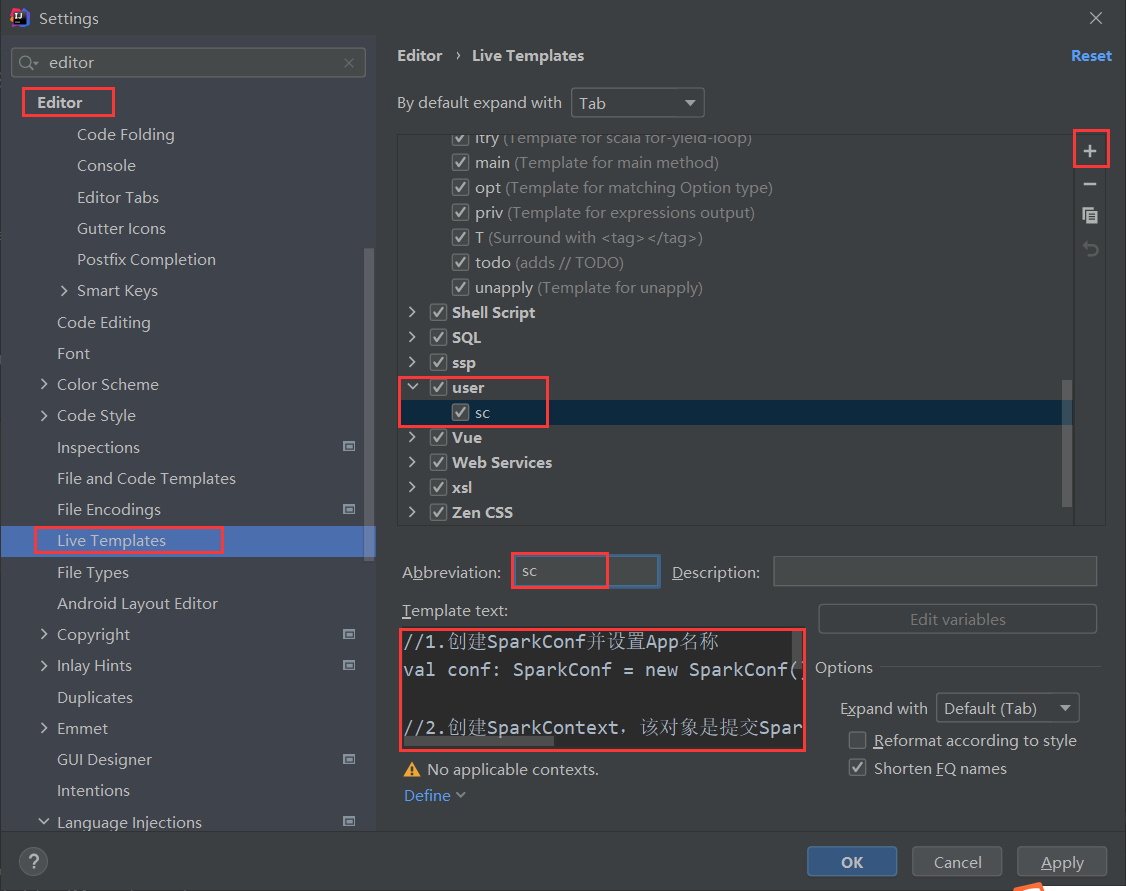 Settings
editor
Editor
Code Folding
Console
Editor Tabs
Gutter Icons
Postfix Completion
Smart Keys
Code Editing
Font
Color Scheme
Code Style
Inspections
File and Code Templates
File Encodings
Live Templates
File Types
Android Layout Editor
Copyright
Inlay Hints
Duplicates
Emmet
GUI Designer
Intentions
Language Injections
Editor › Live Templates
Reset
By default expand with Tab
(Template for scala for-yield-loop)
main (Template for main method)
opt (Template for matching Option type)
priv (Template for expressions output)
T (Surround with <tag></tag>)
todo (adds // TODO)
unapply (Template for unapply)
Shell Script
SQL
ssp
user
sc
Vue
Web Services
xsl
Zen CSS
Abbreviation: sc
Description:
Template text:
//1.创建SparkConf并设置App名称
val conf: SparkConf = new SparkConf()
//2.创建SparkContext，该对象是提交Spar
Edit variables
Options
Expand with Default (Tab)
Reformat according to style
Shorten FQ names
No applicable contexts.
Define
?
OK
Cancel
Apply